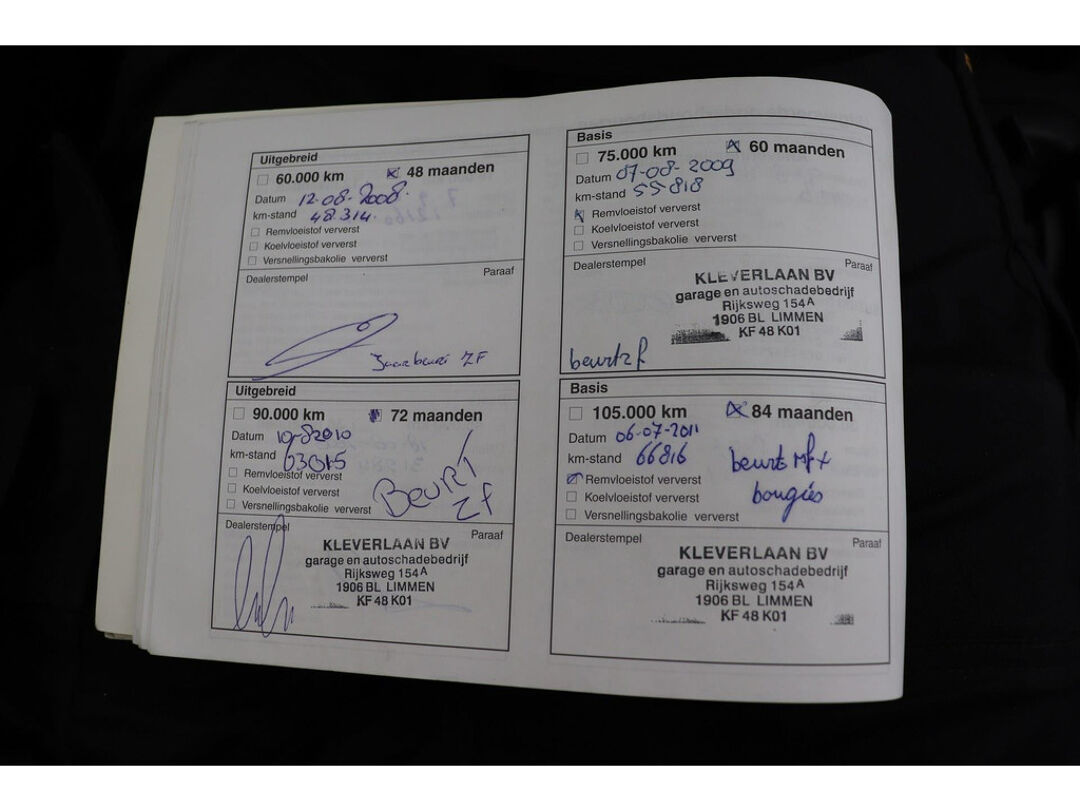 Uitgebreid
60.000 km 48 maanden
Datum 12-08-2008.
km-stand 48.314.
Remvloeistof ververst
Koelvloeistof ververst
Versnellingsbakolie ververst
Dealerstempel Paraaf
ZF
Basis
75.000 km 60 maanden
Datum 07-08-2009
km-stand 55818
Remvloeistof ververst
Koelvloeistof ververst
Versnellingsbakolie ververst
Dealerstempel Paraaf
KLEVERLAAN BV
garage en autoschadebedrijf
Rijksweg 154A
1906 BL LIMMEN
KF 48 K01
beurt zf
Uitgebreid
90.000 km 72 maanden
Datum 10-82010
km-stand
Remvloeistof ververst
Koelvloeistof ververst
Versnellingsbakolie ververst
BEURT
zf
Dealerstempel Paraaf
KLEVERLAAN BV
garage en autoschadebedrijf
Rijksweg 154A
1906 BL LIMMEN
KF 48 K01
Basis
105.000 km 84 maanden
Datum 06-07-2011
km-stand 66816
beurt +
bougies
Remvloeistof ververst
Koelvloeistof ververst
Versnellingsbakolie ververst
Dealerstempel Paraaf
KLEVERLAAN BV
garage en autoschadebedrijf
Rijksweg 154A
1906 BL LIMMEN
KF 48 K01